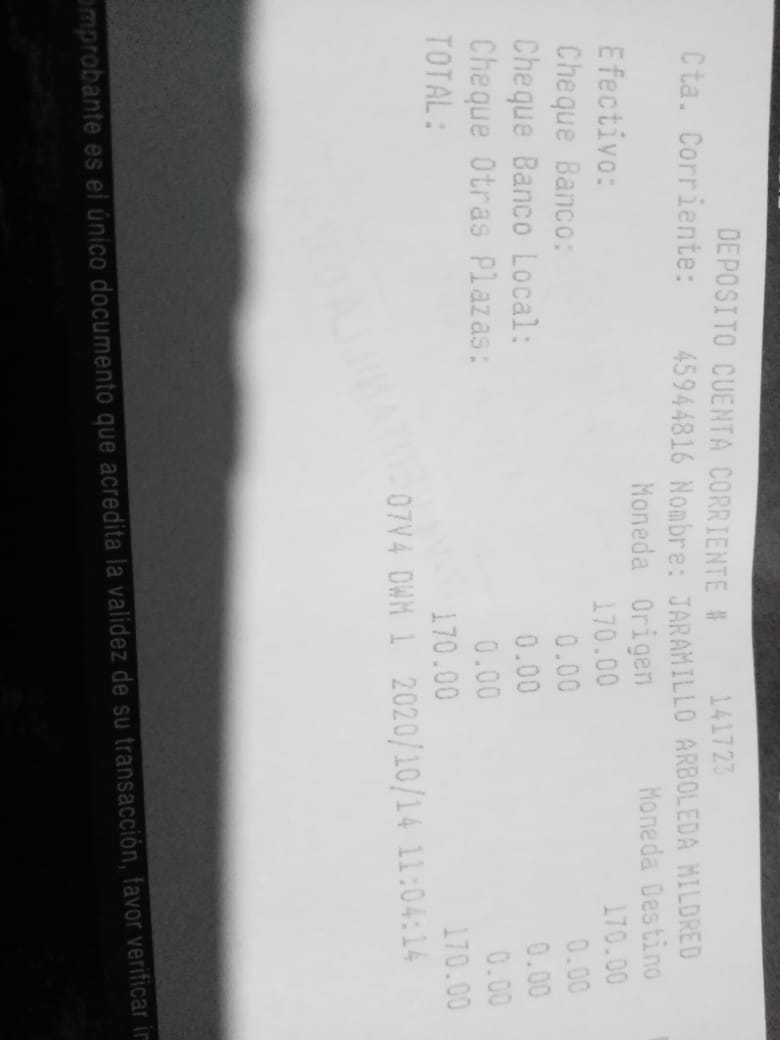 DEPOSITO CUENTA CORRIENTE # 141723
Cta. Corriente: 45944816 Nombre: JARAMILLO ARBOLEDA MILDRED
Moneda Origen Moneda Destino
Efectivo: 170.00 170.00
Cheque Banco: 0.00 0.00
Cheque Banco Local: 0.00 0.00
Cheque Otras Plazas: 0.00 0.00
TOTAL: 170.00 170.00
07V4 DWM 1 2020/10/14 11:04:14
omprobante es el único documento que acredita la validez de su transacción, favor verificar in